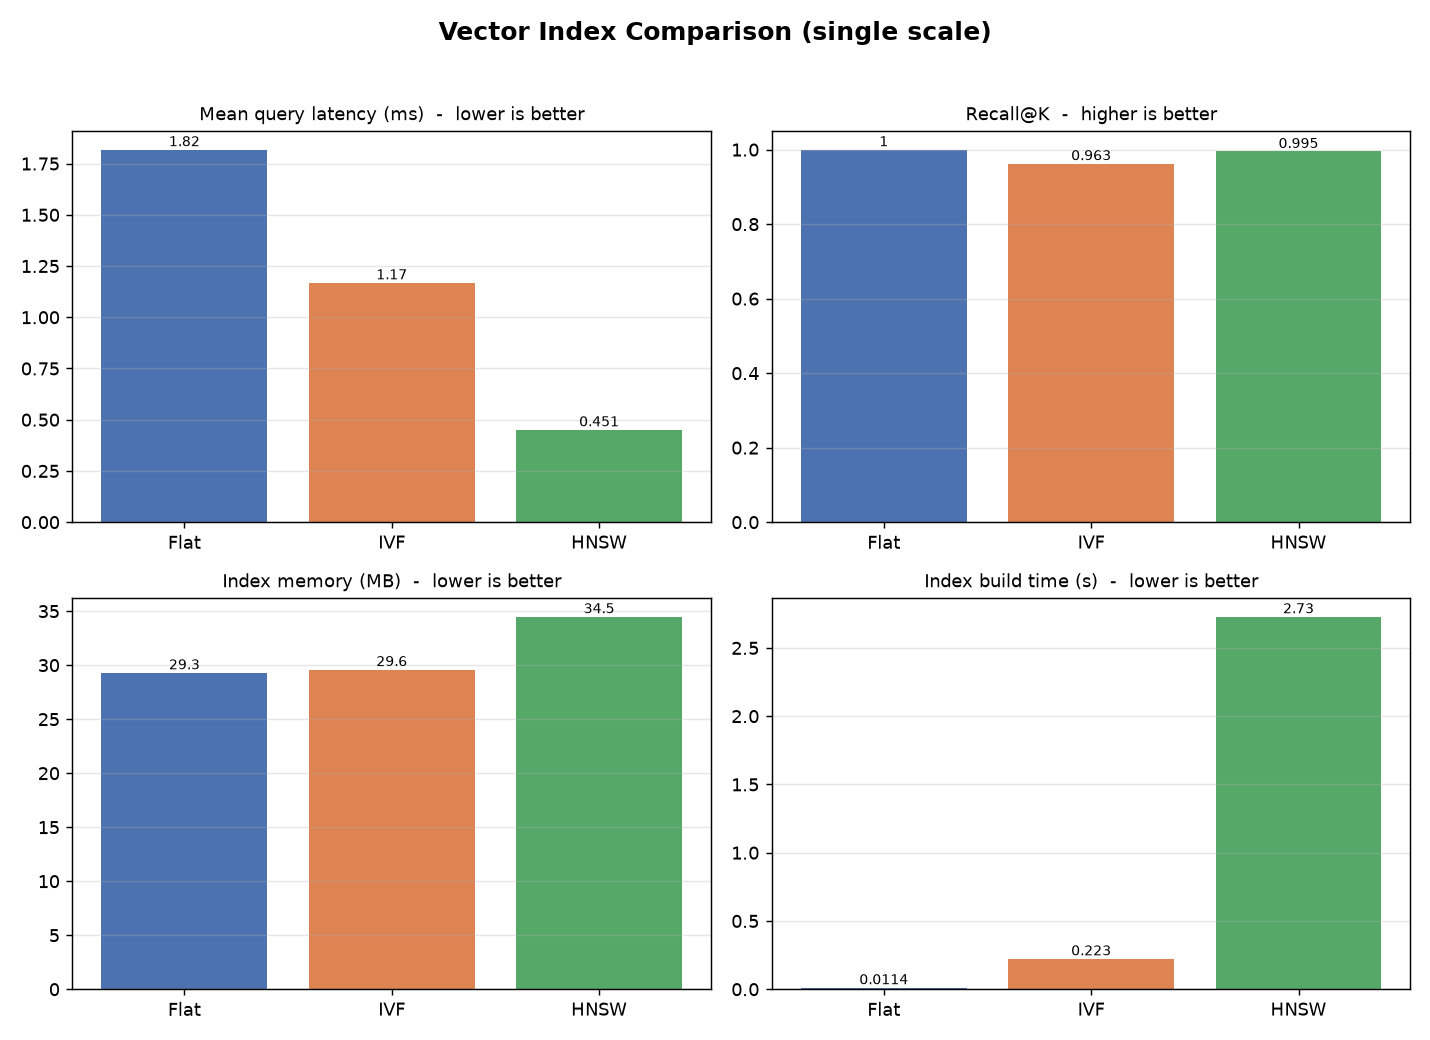 Vector Index Comparison (single scale)
Mean query latency (ms)  -  lower is better
1.82
1.17
0.451
1.75
1.50
1.25
1.00
0.75
0.50
0.25
0.00
Flat
IVF
HNSW
Recall@K  -  higher is better
1
0.963
0.995
1.0
0.8
0.6
0.4
0.2
0.0
Flat
IVF
HNSW
Index memory (MB)  -  lower is better
29.3
29.6
34.5
35
30
25
20
15
10
5
0
Flat
IVF
HNSW
Index build time (s)  -  lower is better
0.0114
0.223
2.73
2.5
2.0
1.5
1.0
0.5
0.0
Flat
IVF
HNSW